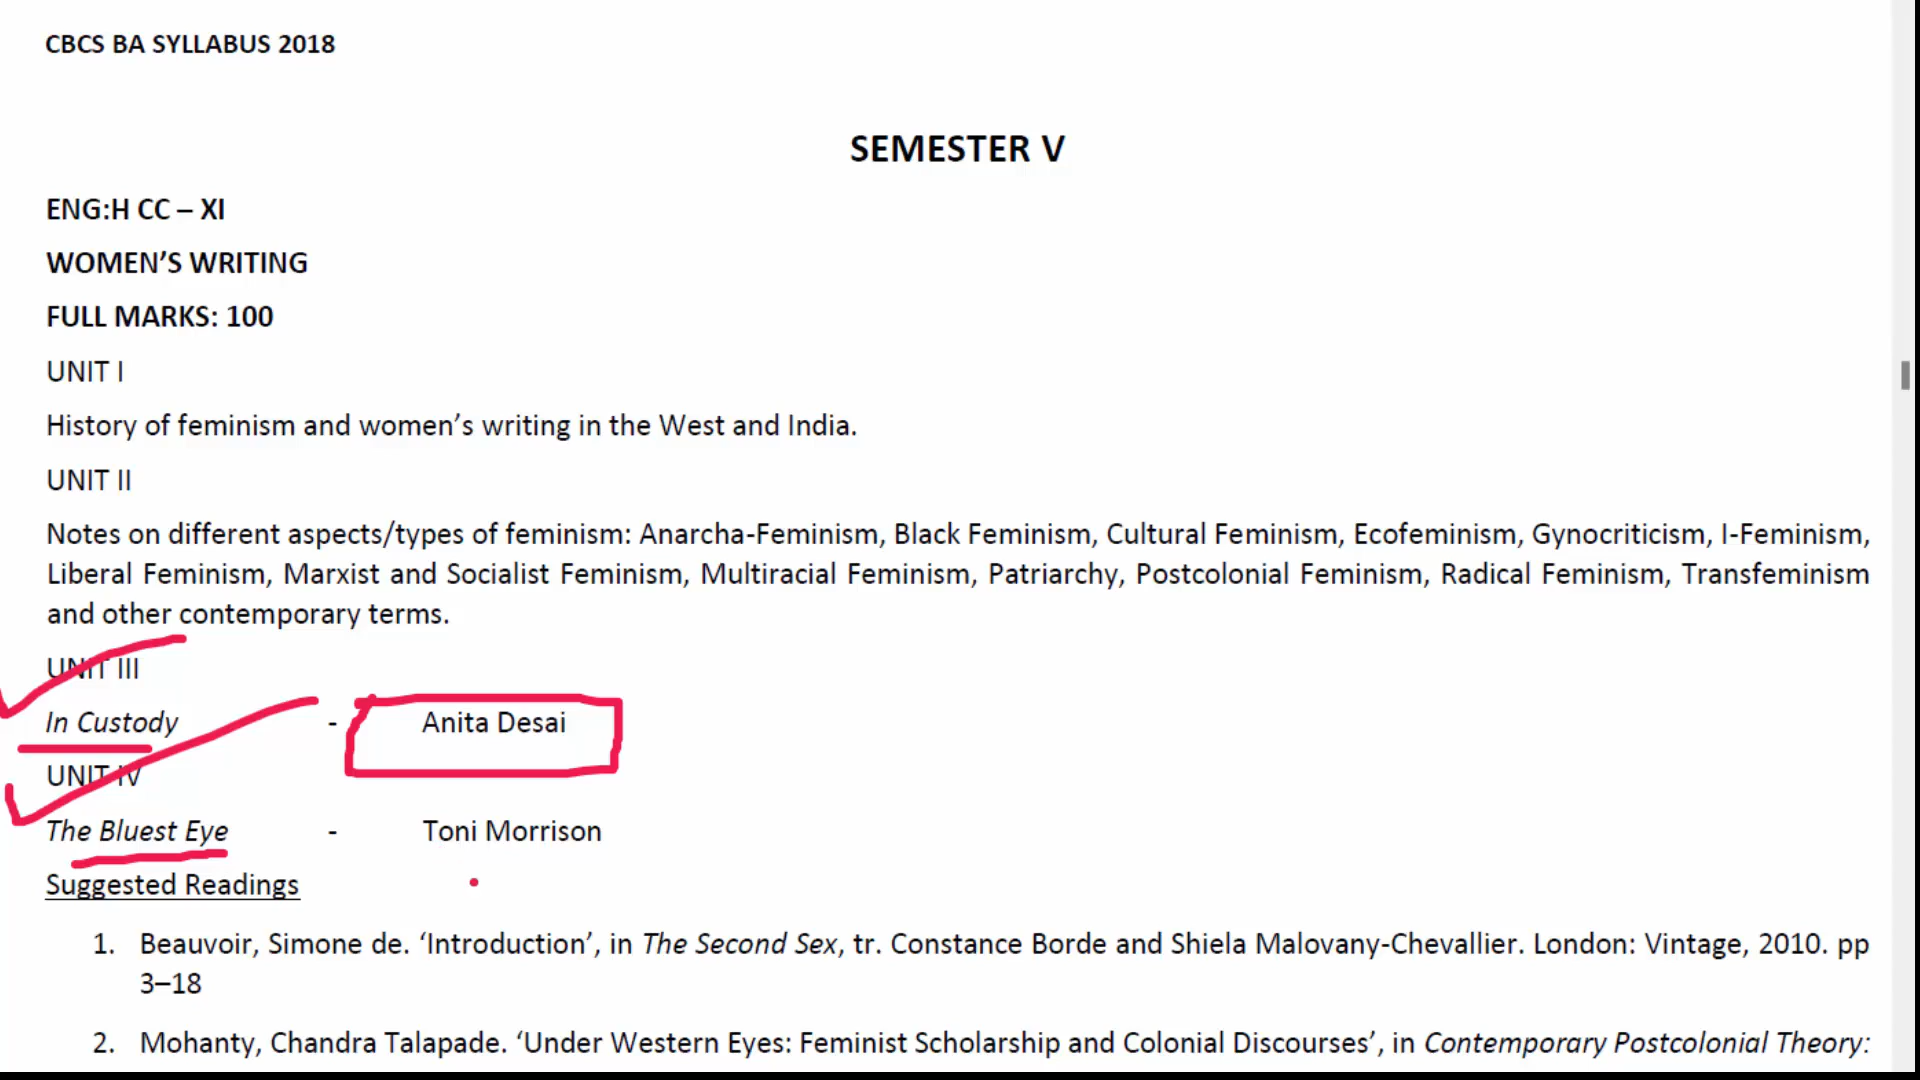 CBCS BA SYLLABUS 2018
SEMESTER V
ENG:H CC – XI
WOMEN’S WRITING
FULL MARKS: 100
UNIT I
History of feminism and women’s writing in the West and India.
UNIT II
Notes on different aspects/types of feminism: Anarcha-Feminism, Black Feminism, Cultural Feminism, Ecofeminism, Gynocriticism, I-Feminism,
Liberal Feminism, Marxist and Socialist Feminism, Multiracial Feminism, Patriarchy, Postcolonial Feminism, Radical Feminism, Transfeminism
and other contemporary terms.
UNIT III
In Custody - Anita Desai
UNIT IV
The Bluest Eye - Toni Morrison
Suggested Readings
1. Beauvoir, Simone de. ‘Introduction’, in The Second Sex, tr. Constance Borde and Shiela Malovany-Chevallier. London: Vintage, 2010. pp
3–18
2. Mohanty, Chandra Talapade. ‘Under Western Eyes: Feminist Scholarship and Colonial Discourses’, in Contemporary Postcolonial Theory: